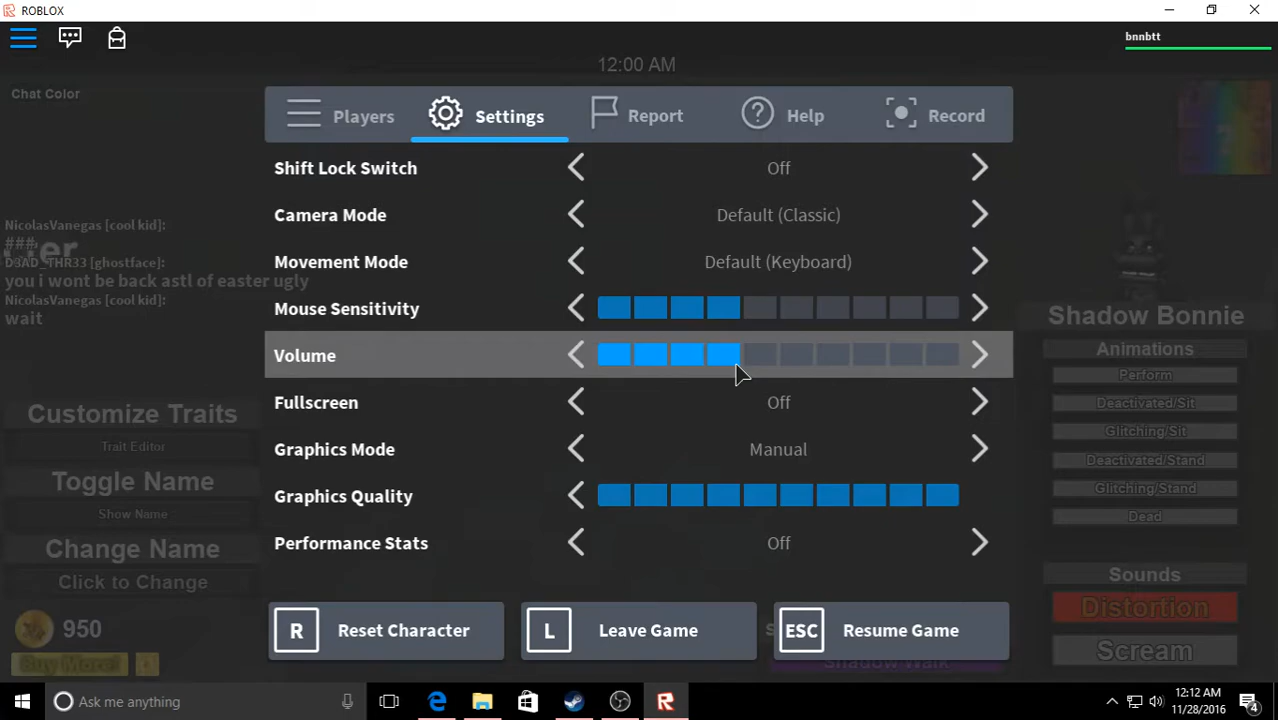 ROBLOX
bnnbtt
12:00 AM
Chat Color
Players
Settings
Report
Help
Record
Shift Lock Switch
Off
Camera Mode
Default (Classic)
Movement Mode
Default (Keyboard)
Mouse Sensitivity
Volume
Fullscreen
Off
Graphics Mode
Manual
Graphics Quality
Performance Stats
Off
R
Reset Character
L
Leave Game
ESC
Resume Game
NicolasVanegas [cool kid]:
###
D3AD_THR33 [ghostface]:
you i wont be back astl of easter ugly
NicolasVanegas [cool kid]:
wait
Customize Traits
Trait Editor
Toggle Name
Show Name
Change Name
Click to Change
950
Buy More!
Shadow Bonnie
Animations
Perform
Deactivated/Sit
Glitching/Sit
Deactivated/Stand
Glitching/Stand
Dead
Sounds
Distortion
Scream
Shadow Walk
Ask me anything
12:12 AM
11/28/2016
4